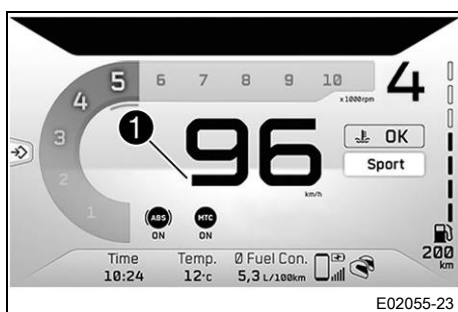 5 6 7 8 9 10
x1000rpm
4
4
3
2
1
1
96
km/h
OK
Sport
ABS
ON
MTC
ON
200
km
Time
10:24
Temp.
12°C
Ø Fuel Con.
5,3 L/100km
E02055-23